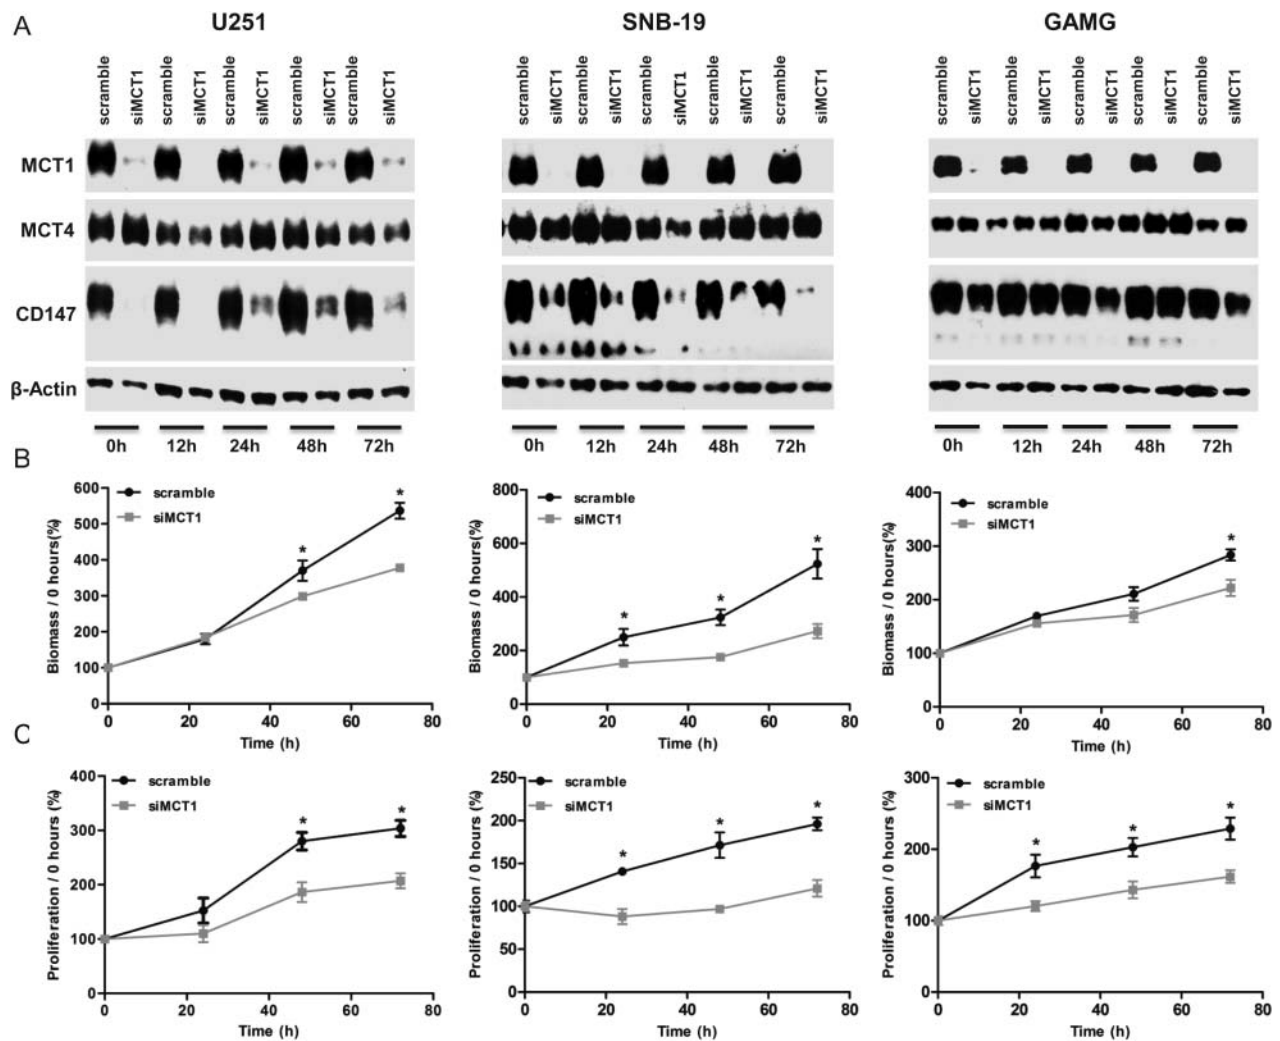 A
U251
SNB-19
GAMG
scramble siMCT1 scramble siMCT1 scramble siMCT1 scramble siMCT1 scramble siMCT1
scramble siMCT1 scramble siMCT1 scramble siMCT1 scramble siMCT1 scramble siMCT1
scramble siMCT1 scramble siMCT1 scramble siMCT1 scramble siMCT1 scramble siMCT1
MCT1
MCT4
CD147
β-Actin
0h 12h 24h 48h 72h
0h 12h 24h 48h 72h
0h 12h 24h 48h 72h
B
Biomass / 0 hours(%)
600
500
400
300
200
100
0
scramble
siMCT1
*
*
0 20 40 60 80
Time (h)
Biomass / 0 hours (%)
800
600
400
200
0
scramble
siMCT1
*
*
*
0 20 40 60 80
Time (h)
Biomass / 0 hours (%)
400
300
200
100
0
scramble
siMCT1
*
0 20 40 60 80
Time (h)
C
Proliferation / 0 hours (%)
400
300
200
100
0
scramble
siMCT1
*
*
0 20 40 60 80
Time (h)
Proliferation / 0 hours (%)
250
200
150
100
50
0
scramble
siMCT1
*
*
*
0 20 40 60 80
Time (h)
Proliferation / 0 hours (%)
300
200
100
0
scramble
siMCT1
*
*
*
0 20 40 60 80
Time (h)